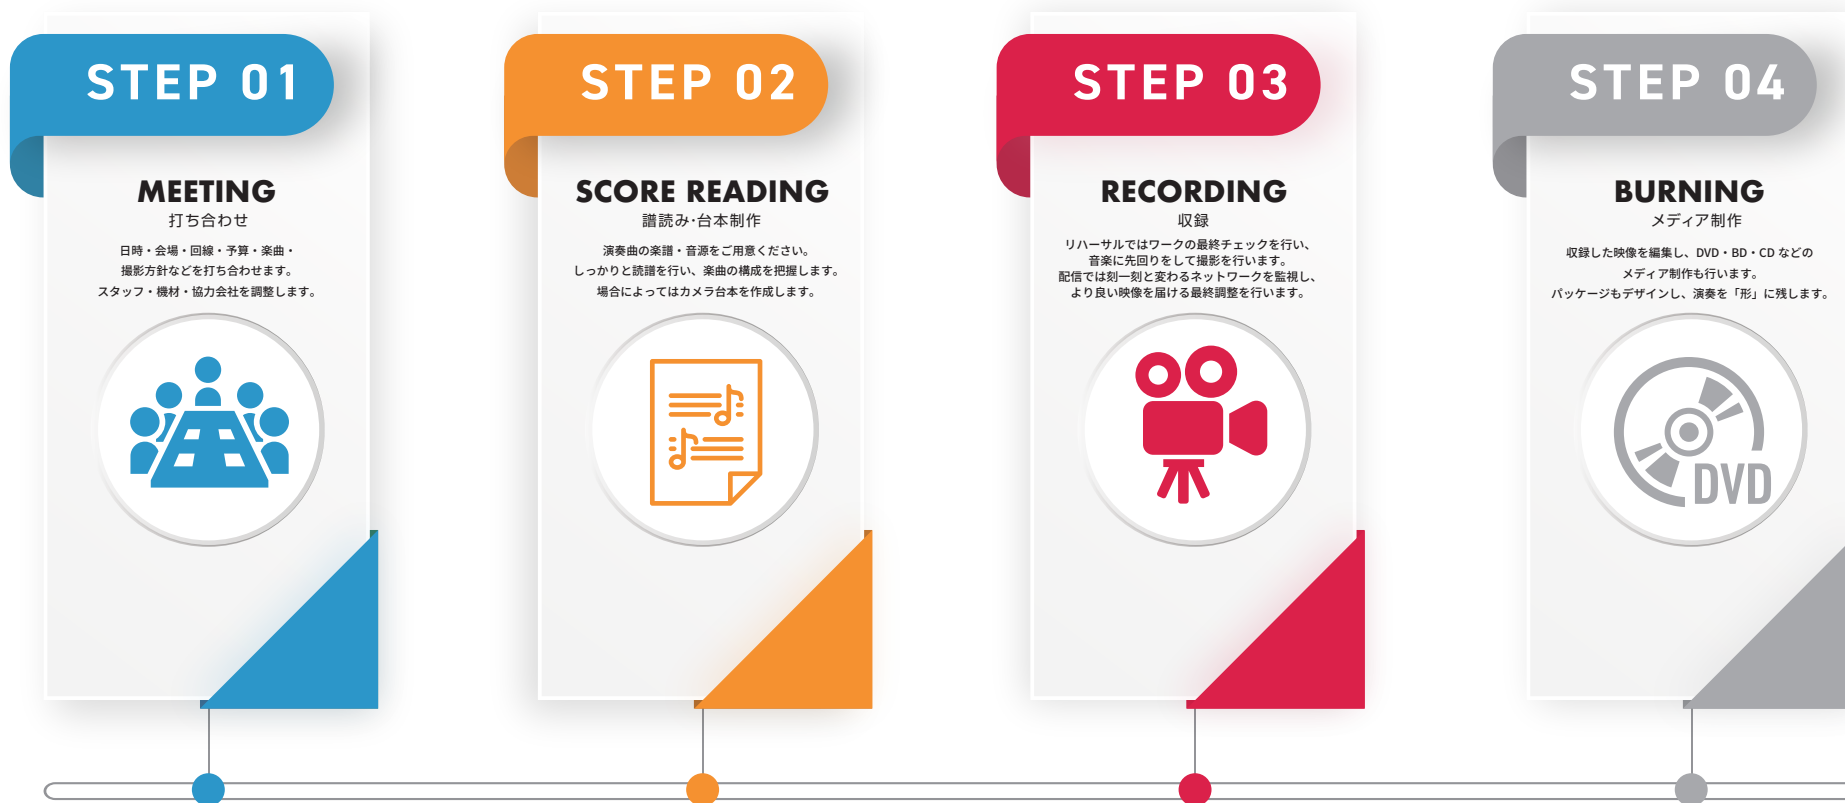 STEP 01
MEETING
打ち合わせ
日時・会場・回線・予算・楽曲・
撮影方針などを打ち合わせます。
スタッフ・機材・協力会社を調整します。
STEP 02
SCORE READING
譜読み・台本制作
演奏曲の楽譜・音源をご用意ください。
しっかりと読譜を行い、楽曲の構成を把握します。
場合によってはカメラ台本を作成します。
STEP 03
RECORDING
収録
リハーサルではワークの最終チェックを行い、
音楽に先回りをして撮影を行います。
配信では刻一刻と変わるネットワークを監視し、
より良い映像を届ける最終調整を行います。
STEP 04
BURNING
メディア制作
収録した映像を編集し、DVD・BD・CD などの
メディア制作も行います。
パッケージもデザインし、演奏を「形」に残します。
DVD